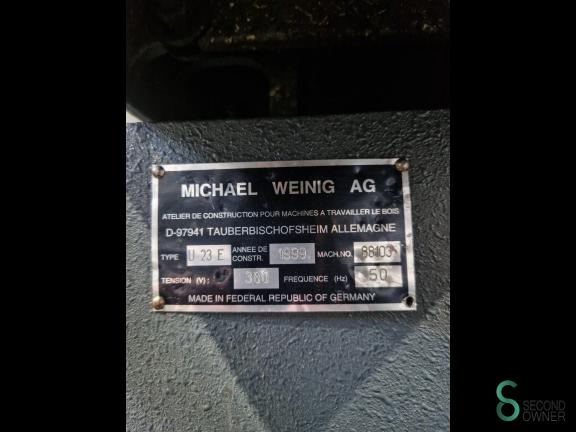 MICHAEL WEINIG AG
ATELIER DE CONSTRUCTION POUR MACHINES A TRAVAILLER LE BOIS
D-97941 TAUBERBISCHOFSHEIM ALLEMAGNE
TYPE U 23 E ANNEE DE CONSTR. 1999 MACH.NO. 88103
TENSION (V): 380 FREQUENCE (Hz) 50
MADE IN FEDERAL REPUBLIC OF GERMANY
SECOND
OWNER